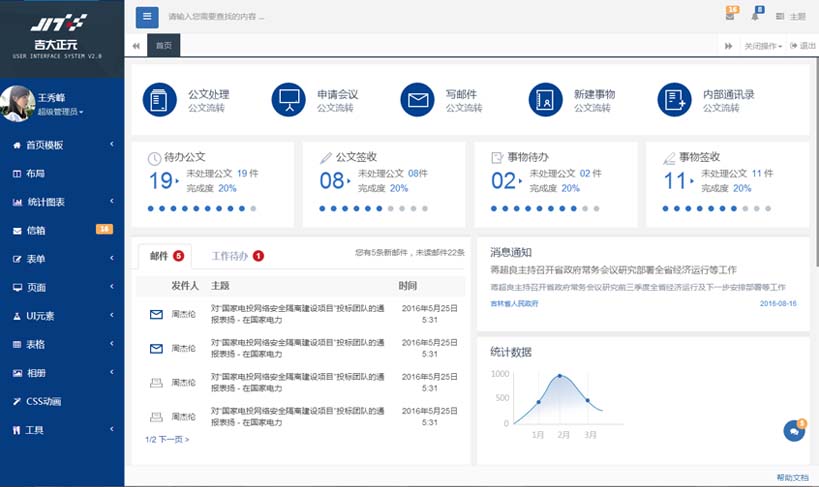 JIT
吉大正元
USER INTERFACE SYSTEM V2.0
王秀峰
超级管理员
首页模板
布局
统计图表
信箱
16
表单
页面
UI元素
表格
相册
CSS动画
工具
请输入您需要查找的内容 ...
16
8
主题
首页
关闭操作
退出
公文处理
公文流转
申请会议
公文流转
写邮件
公文流转
新建事物
公文流转
内部通讯录
公文流转
待办公文
19
未处理公文 19 件
完成度 20%
公文签收
08
未处理公文 08件
完成度 20%
事物待办
02
未处理公文 02 件
完成度 20%
事物签收
11
未处理公文 11 件
完成度 20%
邮件 5
工作待办 1
您有5条新邮件，未读邮件22条
发件人 主题 时间
周杰伦
对“国家电投网络安全隔离建设项目”投标团队的通
报表扬 - 在国家电力
2016年5月25日
5:31
周杰伦
对“国家电投网络安全隔离建设项目”投标团队的通
报表扬 - 在国家电力
2016年5月25日
5:31
周杰伦
对“国家电投网络安全隔离建设项目”投标团队的通
报表扬 - 在国家电力
2016年5月25日
5:31
周杰伦
对“国家电投网络安全隔离建设项目”投标团队的通
报表扬 - 在国家电力
2016年5月25日
5:31
1/2 下一页 >
消息通知
蒋超良主持召开省政府常务会议研究部署全省经济运行等工作
蒋超良主持召开省政府常务会议研究前三季度全省经济运行及下一步安排部署等工作
吉林省人民政府
2016-08-16
统计数据
1000
500
0
1月 2月 3月
5
帮助文档